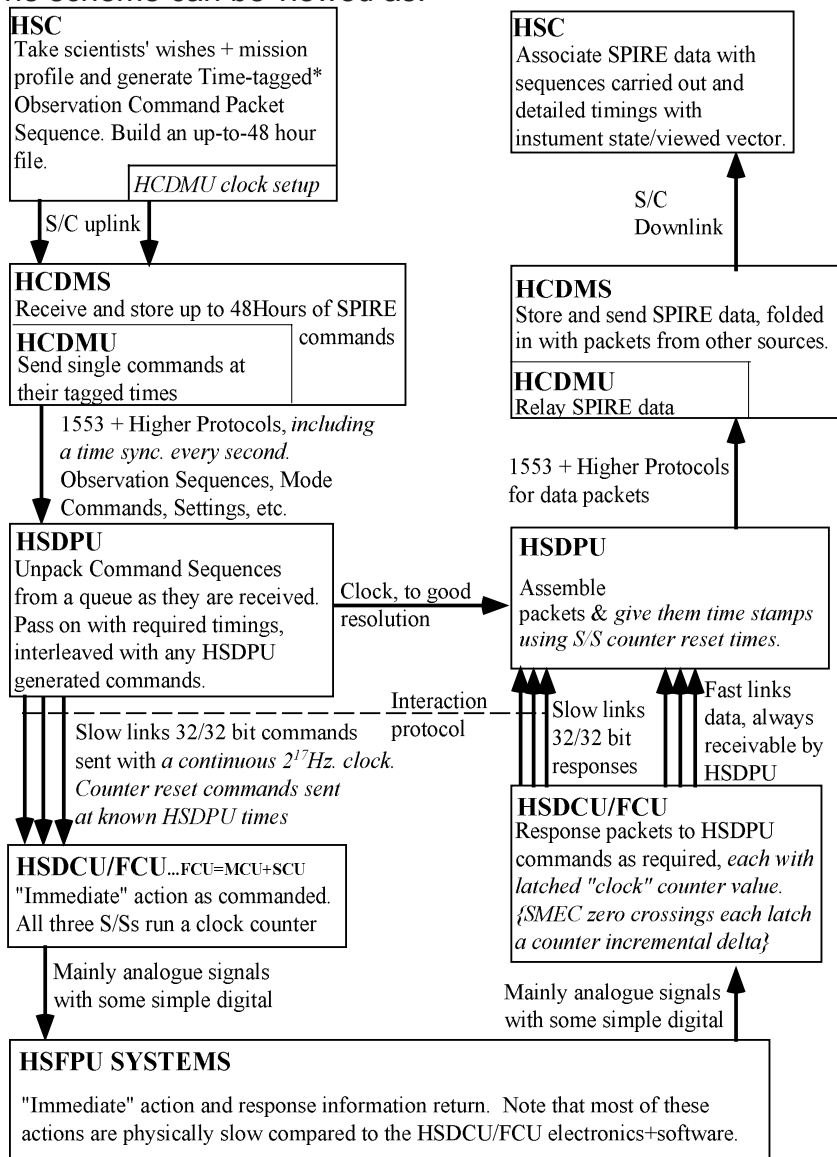 The scheme can be viewed as:
HSC
Take scientists' wishes + mission
profile and generate Time-tagged*
Observation Command Packet
Sequence. Build an up-to-48 hour
file.
HCDMU clock setup
S/C uplink
HCDMS
Receive and store up to 48Hours of SPIRE
commands
HCDMU
Send single commands at
their tagged times
1553 + Higher Protocols, including
a time sync. every second.
Observation Sequences, Mode
Commands, Settings, etc.
HSDPU
Unpack Command Sequences
from a queue as they are received.
Pass on with required timings,
interleaved with any HSDPU
generated commands.
Clock, to good
resolution
Interaction
protocol
Slow links 32/32 bit commands
sent with a continuous 2¹⁷Hz. clock.
Counter reset commands sent
at known HSDPU times
HSDCU/FCU...FCU=MCU+SCU
"Immediate" action as commanded.
All three S/Ss run a clock counter
Mainly analogue signals
with some simple digital
HSFPU SYSTEMS
"Immediate" action and response information return. Note that most of these
actions are physically slow compared to the HSDCU/FCU electronics+software.
HSC
Associate SPIRE data with
sequences carried out and
detailed timings with
instument state/viewed vector.
S/C
Downlink
HCDMS
Store and send SPIRE data, folded
in with packets from other sources.
HCDMU
Relay SPIRE data
1553 + Higher Protocols
for data packets
HSDPU
Assemble
packets & give them time stamps
using S/S counter reset times.
Slow links
32/32 bit
responses
Fast links
data, always
receivable by
HSDPU
HSDCU/FCU
Response packets to HSDPU
commands as required, each with
latched "clock" counter value.
{SMEC zero crossings each latch
a counter incremental delta}
Mainly analogue signals
with some simple digital